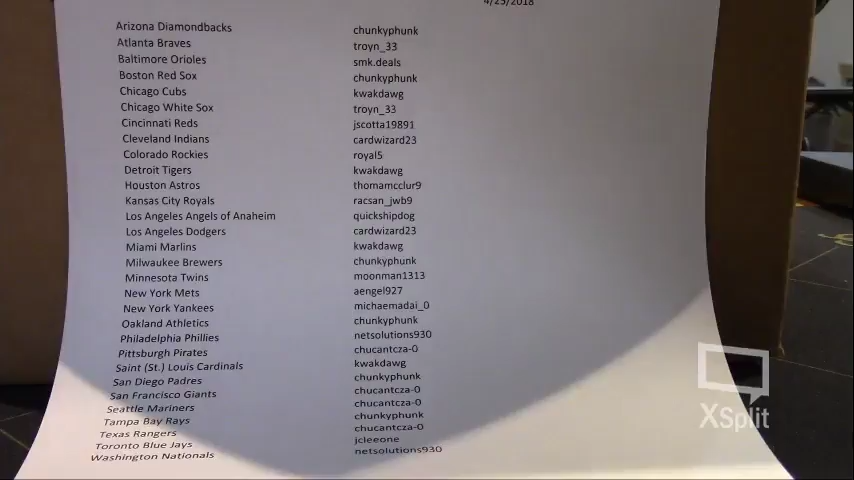 Arizona Diamondbacks chunkyphunk
Atlanta Braves troyn_33
Baltimore Orioles smk.deals
Boston Red Sox chunkyphunk
Chicago Cubs kwakdawg
Chicago White Sox troyn_33
Cincinnati Reds jscotta19891
Cleveland Indians cardwizard23
Colorado Rockies royal5
Detroit Tigers kwakdawg
Houston Astros thomamcclur9
Kansas City Royals racsan_jwb9
Los Angeles Angels of Anaheim quickshipdog
Los Angeles Dodgers cardwizard23
Miami Marlins kwakdawg
Milwaukee Brewers chunkyphunk
Minnesota Twins moonman1313
New York Mets aengel927
New York Yankees michaemadai_0
Oakland Athletics chunkyphunk
Philadelphia Phillies netsolutions930
Pittsburgh Pirates chucantcza-0
Saint (St.) Louis Cardinals kwakdawg
San Diego Padres chunkyphunk
San Francisco Giants chucantcza-0
Seattle Mariners chucantcza-0
Tampa Bay Rays chunkyphunk
Texas Rangers chucantcza-0
Toronto Blue Jays jcleeone
Washington Nationals netsolutions930
XSplit